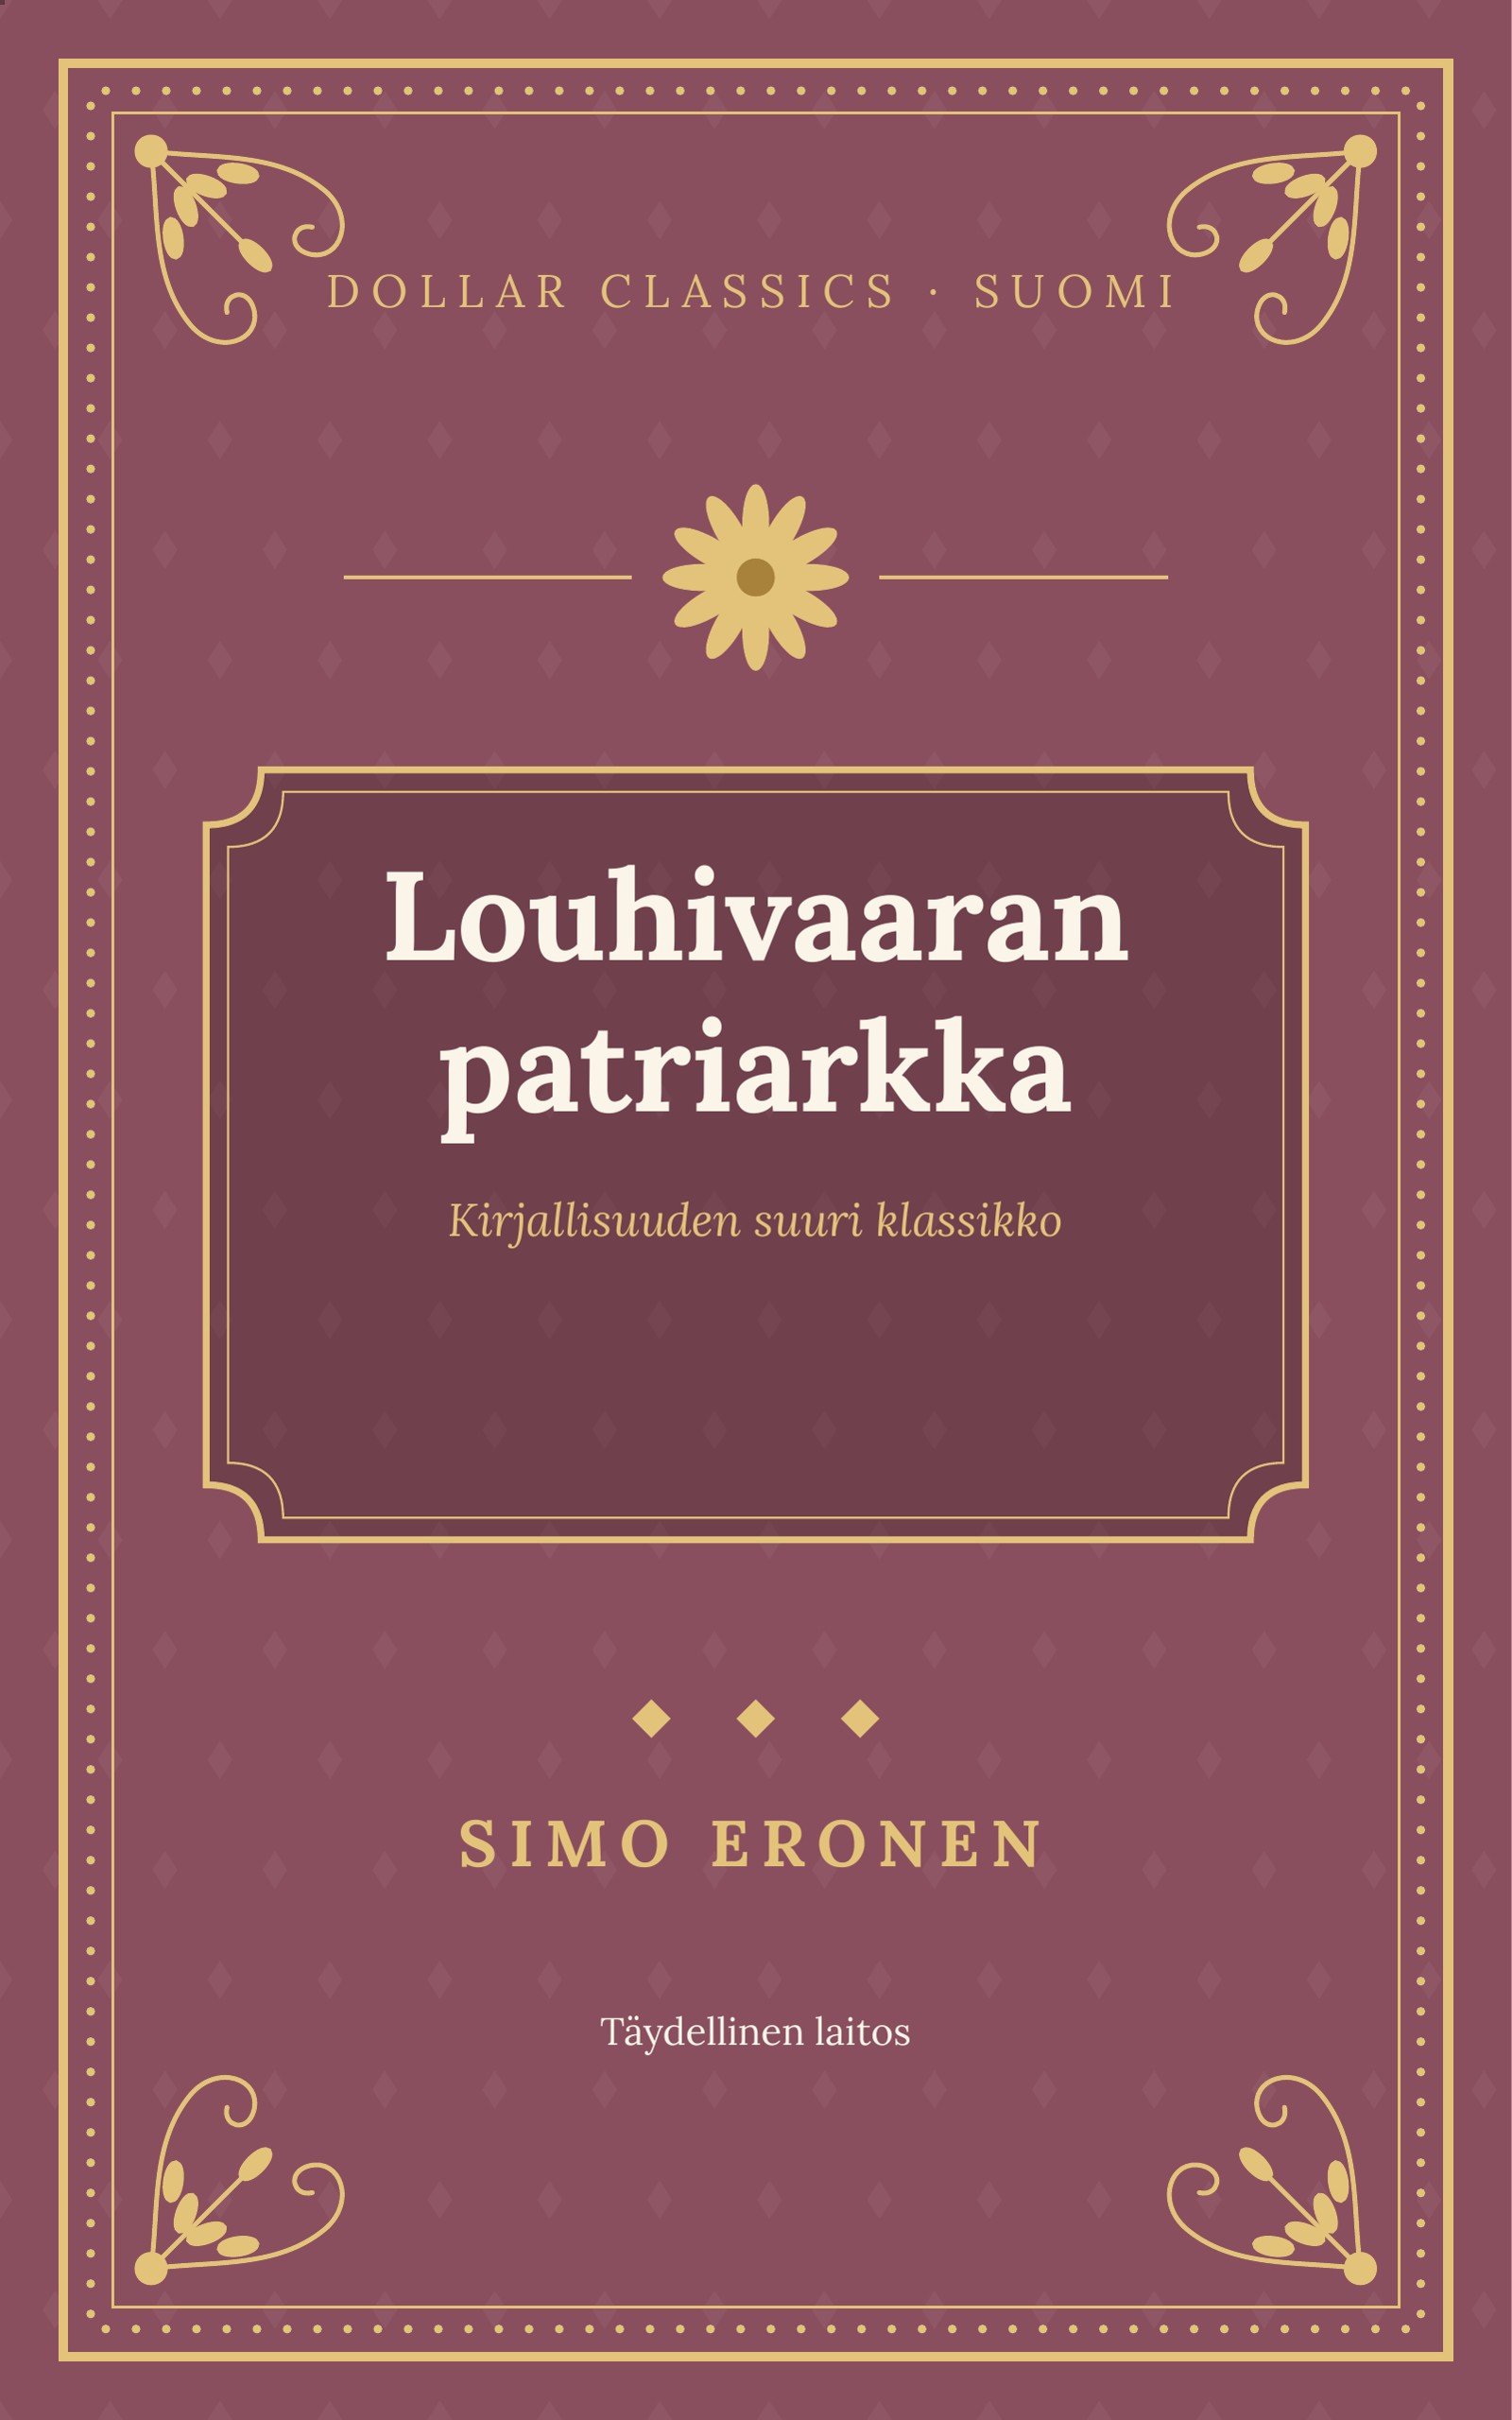 DOLLAR CLASSICS · SUOMI
Louhivaaran
patriarkka
Kirjallisuuden suuri klassikko
SIMO ERONEN
Täydellinen laitos